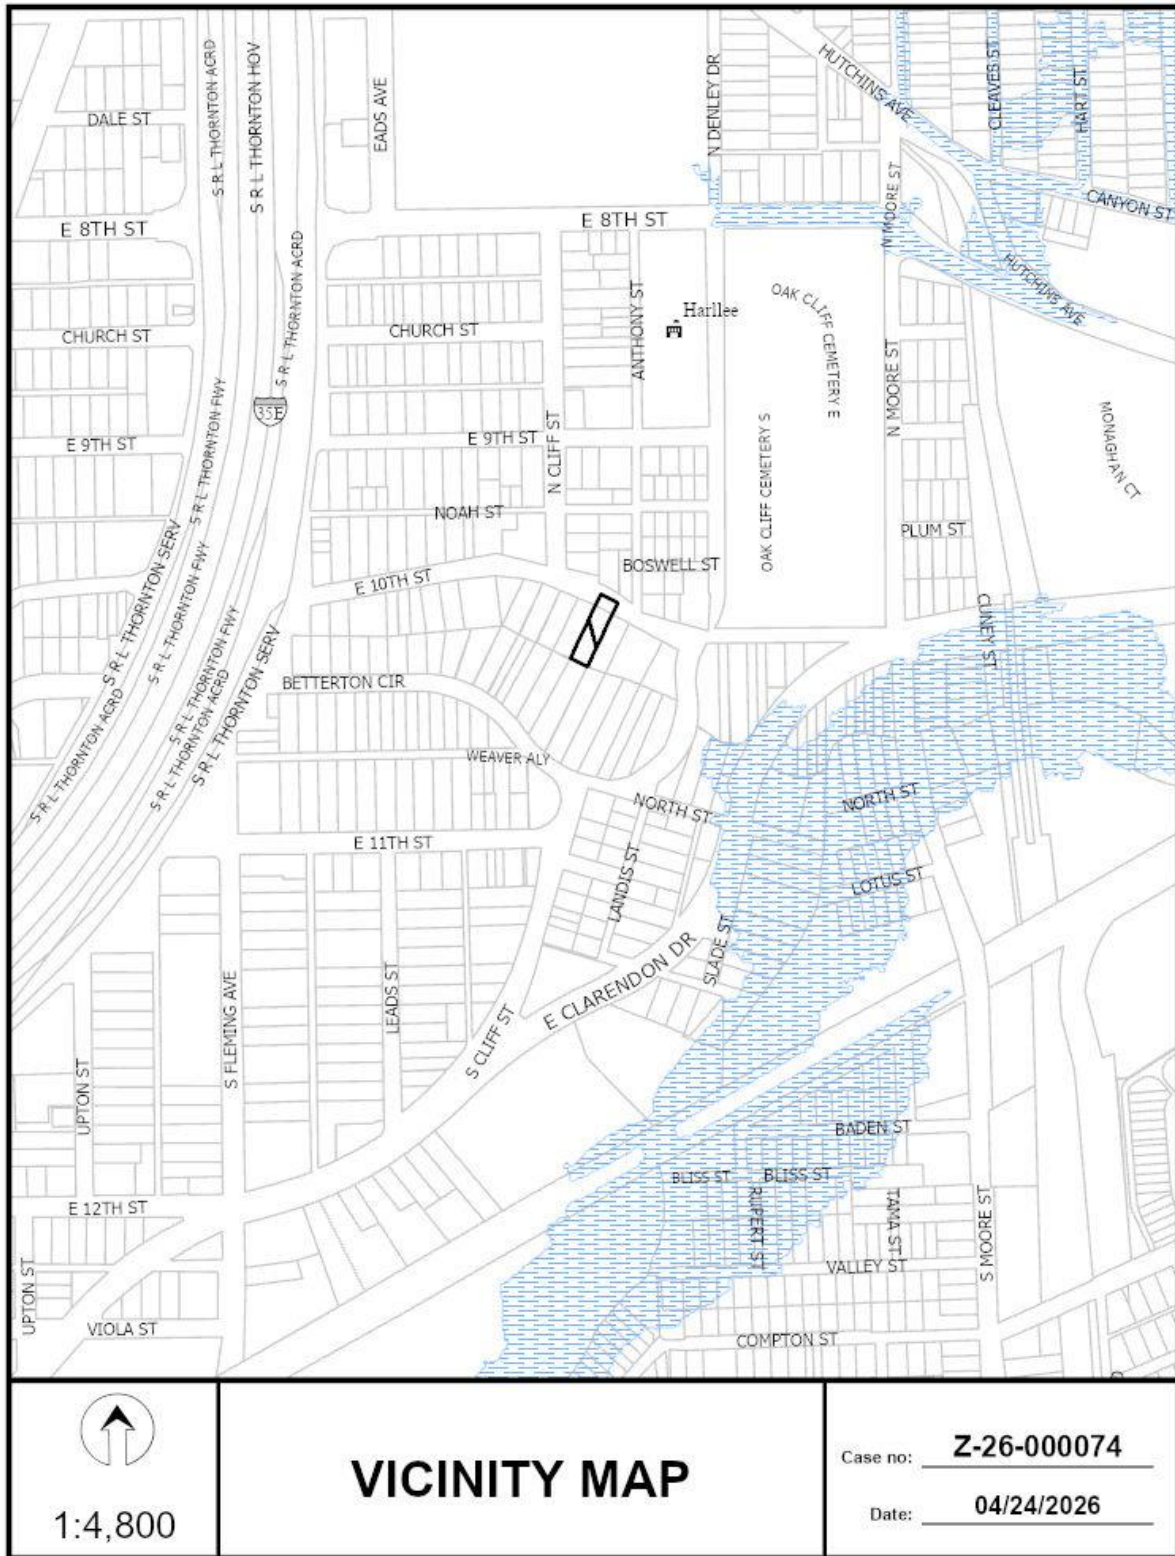 HUTCHINS AVE
CLEAVES ST
HART ST
N DENLEY DR
EADS AVE
S R L THORNTON ACRD
S R L THORNTON HOV
DALE ST
N MOORE ST
CANYON ST
E 8TH ST
E 8TH ST
HUTCHINS AVE
S R L THORNTON ACRD
ANTHONY ST
Harllee
OAK CLIFF CEMETERY E
CHURCH ST
CHURCH ST
N MOORE ST
35E
S R L THORNTON FWY
E 9TH ST
E 9TH ST
N CLIFF ST
OAK CLIFF CEMETERY S
MONAGHAN CT
NOAH ST
PLUM ST
S R L THORNTON SERV
S R L THORNTON FWY
E 10TH ST
BOSWELL ST
CUNEY ST
S R L THORNTON FWY
S R L THORNTON ACRD
S R L THORNTON SERV
S R L THORNTON ACRD
S R L THORNTON ACRD
BETTERTON CIR
WEAVER ALY
NORTH ST
NORTH ST
E 11TH ST
LANDIS ST
LOTUS ST
SLADE ST
E CLARENDON DR
LEADS ST
S FLEMING AVE
S CLIFF ST
UPTON ST
BADEN ST
BLISS ST
BLISS ST
RUPERT ST
TAMA ST
S MOORE ST
E 12TH ST
VALLEY ST
UPTON ST
VIOLA ST
COMPTON ST
1:4,800
VICINITY MAP
Case no: Z-26-000074
Date: 04/24/2026